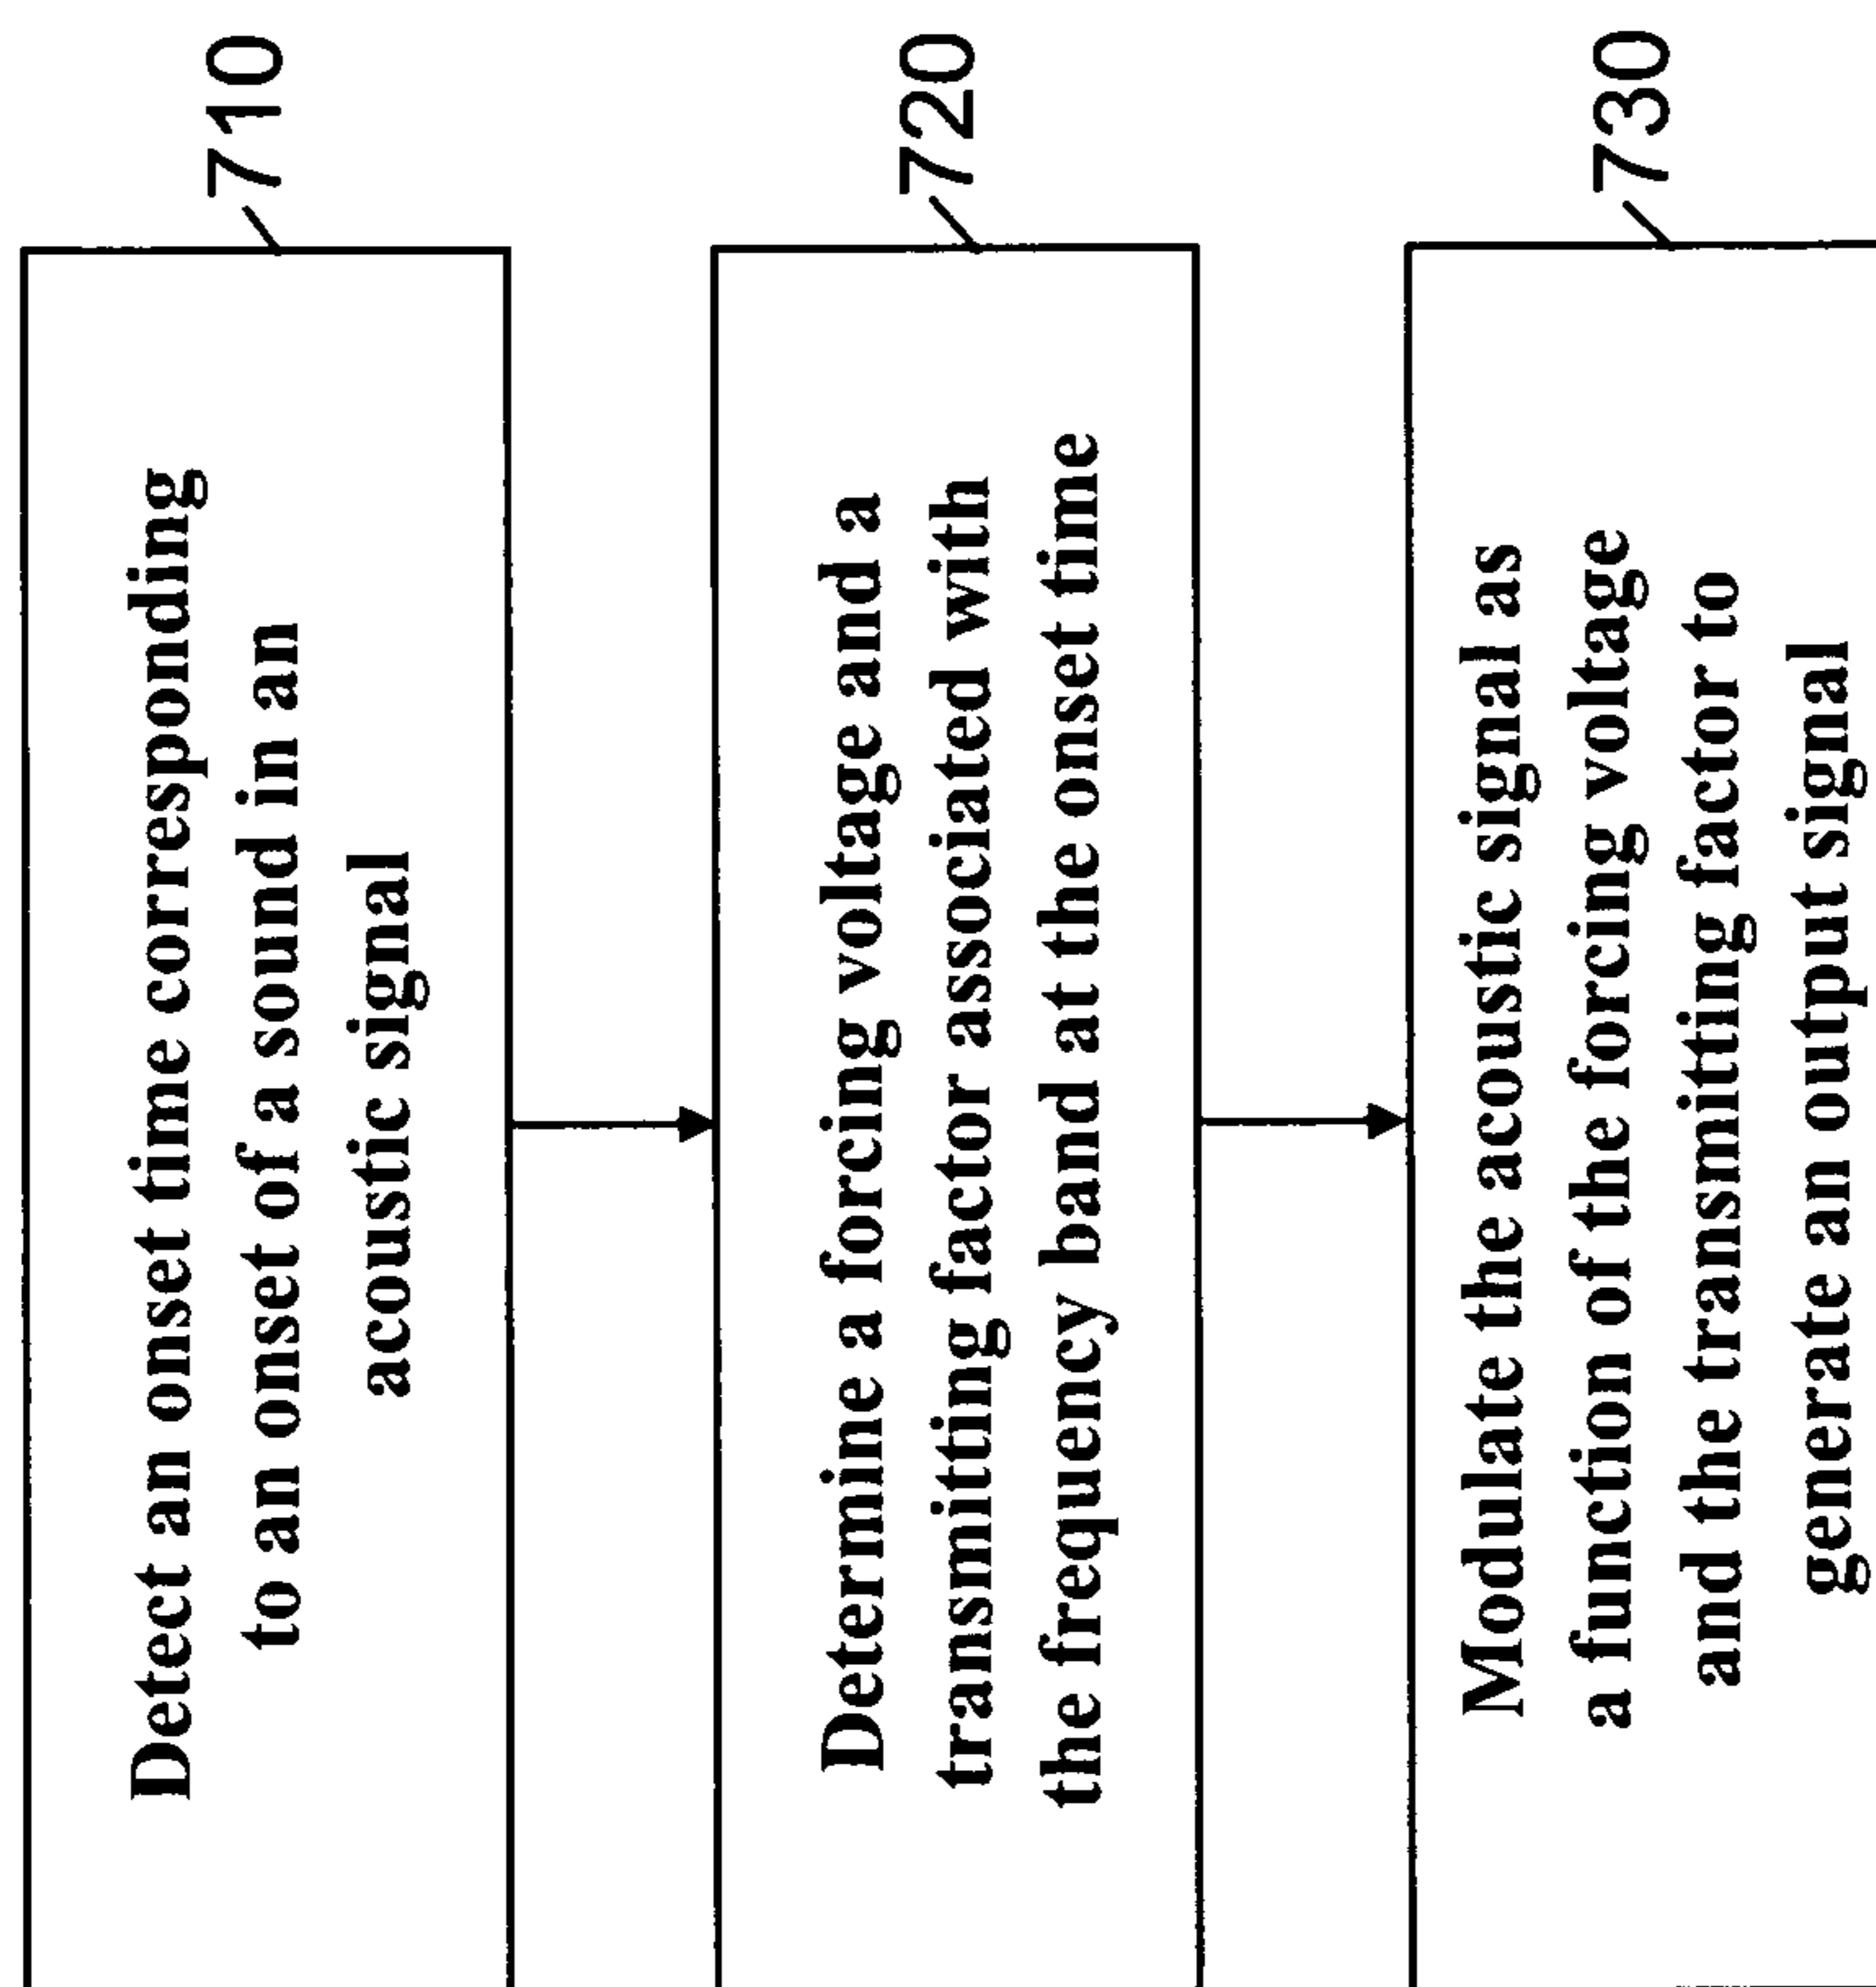 Detect an onset time corresponding
to an onset of a sound in an
acoustic signal
710
Determine a forcing voltage and a
transmitting factor associated with
the frequency band at the onset time
720
Modulate the acoustic signal as
a function of the forcing voltage
and the transmitting factor to
generate an output signal
730